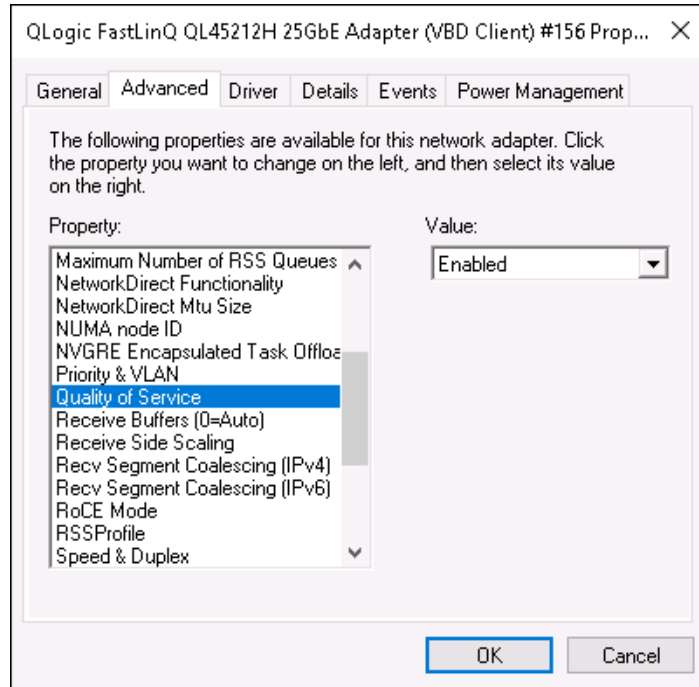 QLogic FastLinQ QL45212H 25GbE Adapter (VBD Client) #156 Prop...
General Advanced Driver Details Events Power Management
The following properties are available for this network adapter. Click
the property you want to change on the left, and then select its value
on the right.
Property:
Value:
Maximum Number of RSS Queues
NetworkDirect Functionality
NetworkDirect Mtu Size
NUMA node ID
NVGRE Encapsulated Task Offloa
Priority & VLAN
Quality of Service
Receive Buffers (0=Auto)
Receive Side Scaling
Recv Segment Coalescing (IPv4)
Recv Segment Coalescing (IPv6)
RoCE Mode
RSSProfile
Speed & Duplex
Enabled
OK
Cancel